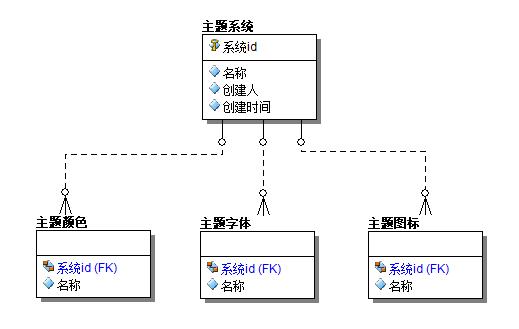 主题系统
系统id
名称
创建人
创建时间
主题颜色
系统id (FK)
名称
主题字体
系统id (FK)
名称
主题图标
系统id (FK)
名称